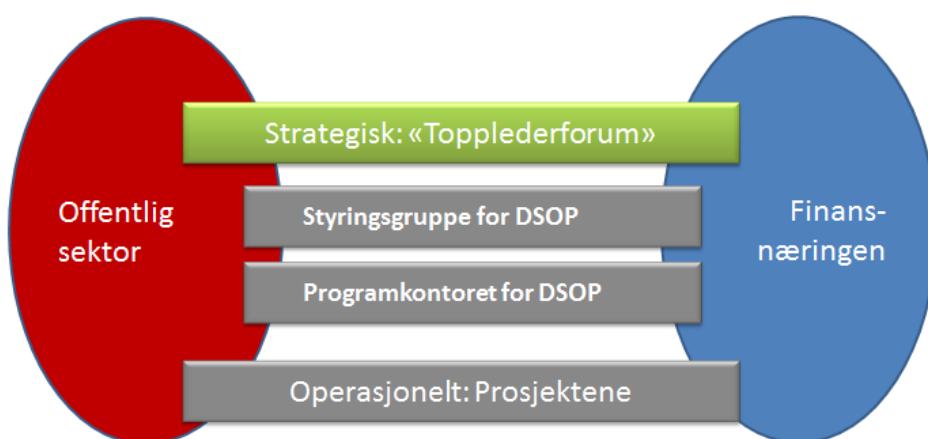 Strategisk: «Topplederforum»
Offentlig
sektor
Styringsgruppe for DSOP
Finans-
næringen
Programkontoret for DSOP
Operasjonelt: Prosjektene